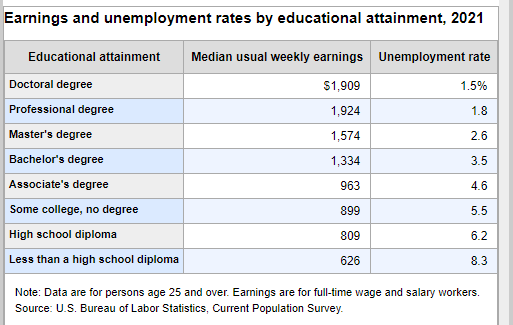 Earnings and unemployment rates by educational attainment, 2021
Educational attainment Median usual weekly earnings Unemployment rate
Doctoral degree $1,909 1.5%
Professional degree 1,924 1.8
Master's degree 1,574 2.6
Bachelor's degree 1,334 3.5
Associate's degree 963 4.6
Some college, no degree 899 5.5
High school diploma 809 6.2
Less than a high school diploma 626 8.3
Note: Data are for persons age 25 and over. Earnings are for full-time wage and salary workers.
Source: U.S. Bureau of Labor Statistics, Current Population Survey.